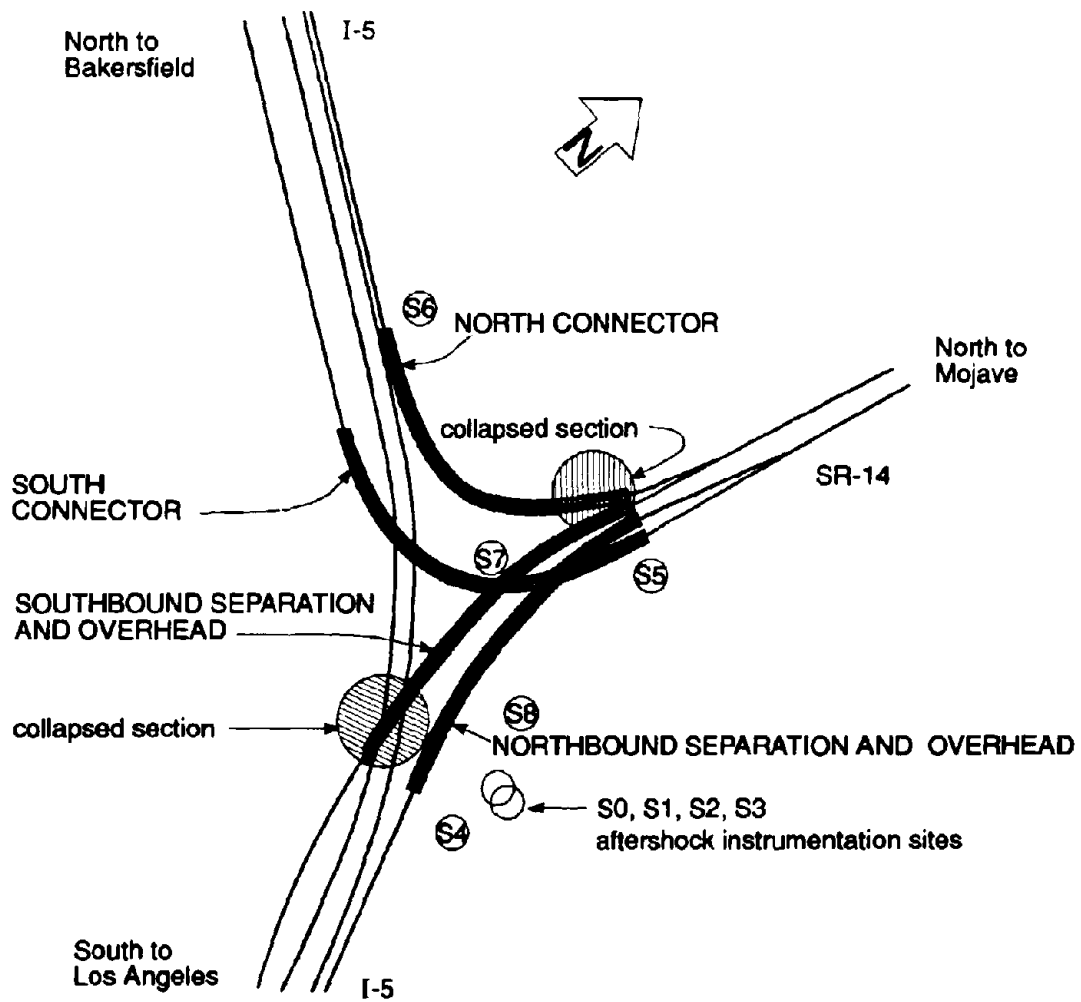 I-5
North to
Bakersfield
N
S6
NORTH CONNECTOR
North to
Mojave
collapsed section
SR-14
SOUTH
CONNECTOR
S7
S5
SOUTHBOUND SEPARATION
AND OVERHEAD
S8
collapsed section
NORTHBOUND SEPARATION AND OVERHEAD
S0, S1, S2, S3
aftershock instrumentation sites
S4
South to
Los Angeles
I-5